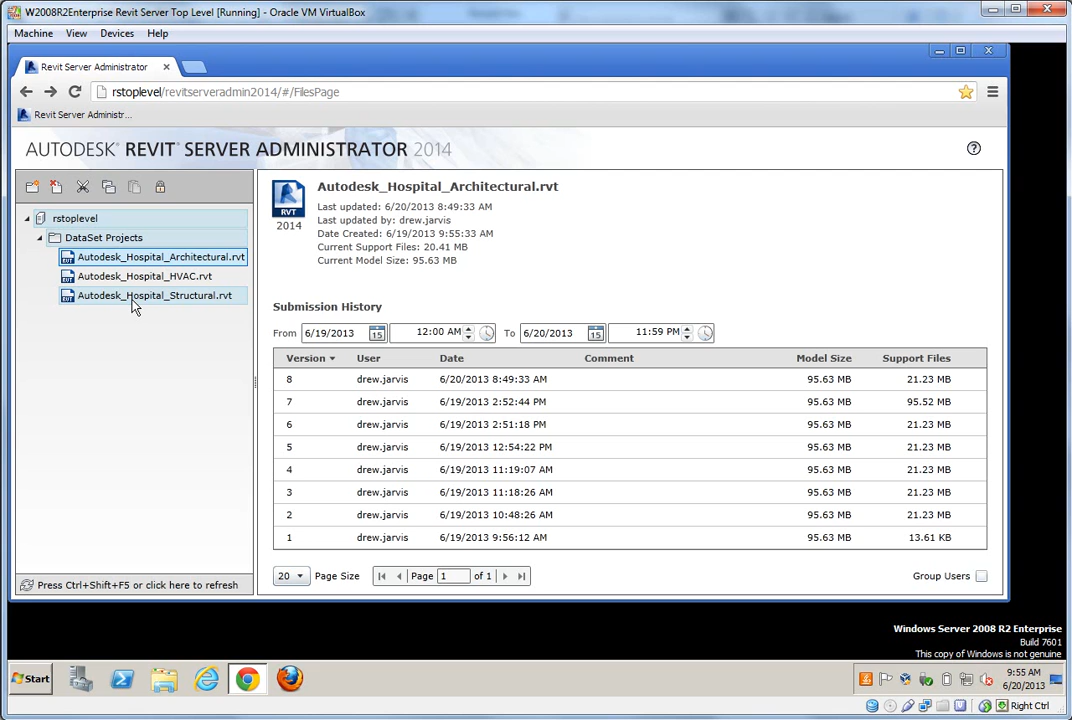 W2008R2Enterprise Revit Server Top Level [Running] - Oracle VM VirtualBox
Machine View Devices Help
Revit Server Administrator
rstoplevel/revitserveradmin2014/#/FilesPage
Revit Server Administr...
AUTODESK® REVIT® SERVER ADMINISTRATOR 2014
rstoplevel
DataSet Projects
Autodesk_Hospital_Architectural.rvt
Autodesk_Hospital_HVAC.rvt
Autodesk_Hospital_Structural.rvt
Press Ctrl+Shift+F5 or click here to refresh
RVT
2014
Autodesk_Hospital_Architectural.rvt
Last updated: 6/20/2013 8:49:33 AM
Last updated by: drew.jarvis
Date Created: 6/19/2013 9:55:33 AM
Current Support Files: 20.41 MB
Current Model Size: 95.63 MB
Submission History
From 6/19/2013 15 12:00 AM To 6/20/2013 15 11:59 PM
Version User Date Comment Model Size Support Files
8 drew.jarvis 6/20/2013 8:49:33 AM 95.63 MB 21.23 MB
7 drew.jarvis 6/19/2013 2:52:44 PM 95.63 MB 95.52 MB
6 drew.jarvis 6/19/2013 2:51:18 PM 95.63 MB 21.23 MB
5 drew.jarvis 6/19/2013 12:54:22 PM 95.63 MB 21.23 MB
4 drew.jarvis 6/19/2013 11:19:07 AM 95.63 MB 21.23 MB
3 drew.jarvis 6/19/2013 11:18:26 AM 95.63 MB 21.23 MB
2 drew.jarvis 6/19/2013 10:48:26 AM 95.63 MB 21.23 MB
1 drew.jarvis 6/19/2013 9:56:12 AM 95.63 MB 13.61 KB
20 Page Size Page 1 of 1 Group Users
Windows Server 2008 R2 Enterprise
Build 7601
This copy of Windows is not genuine
Start
9:55 AM
6/20/2013
Right Ctrl